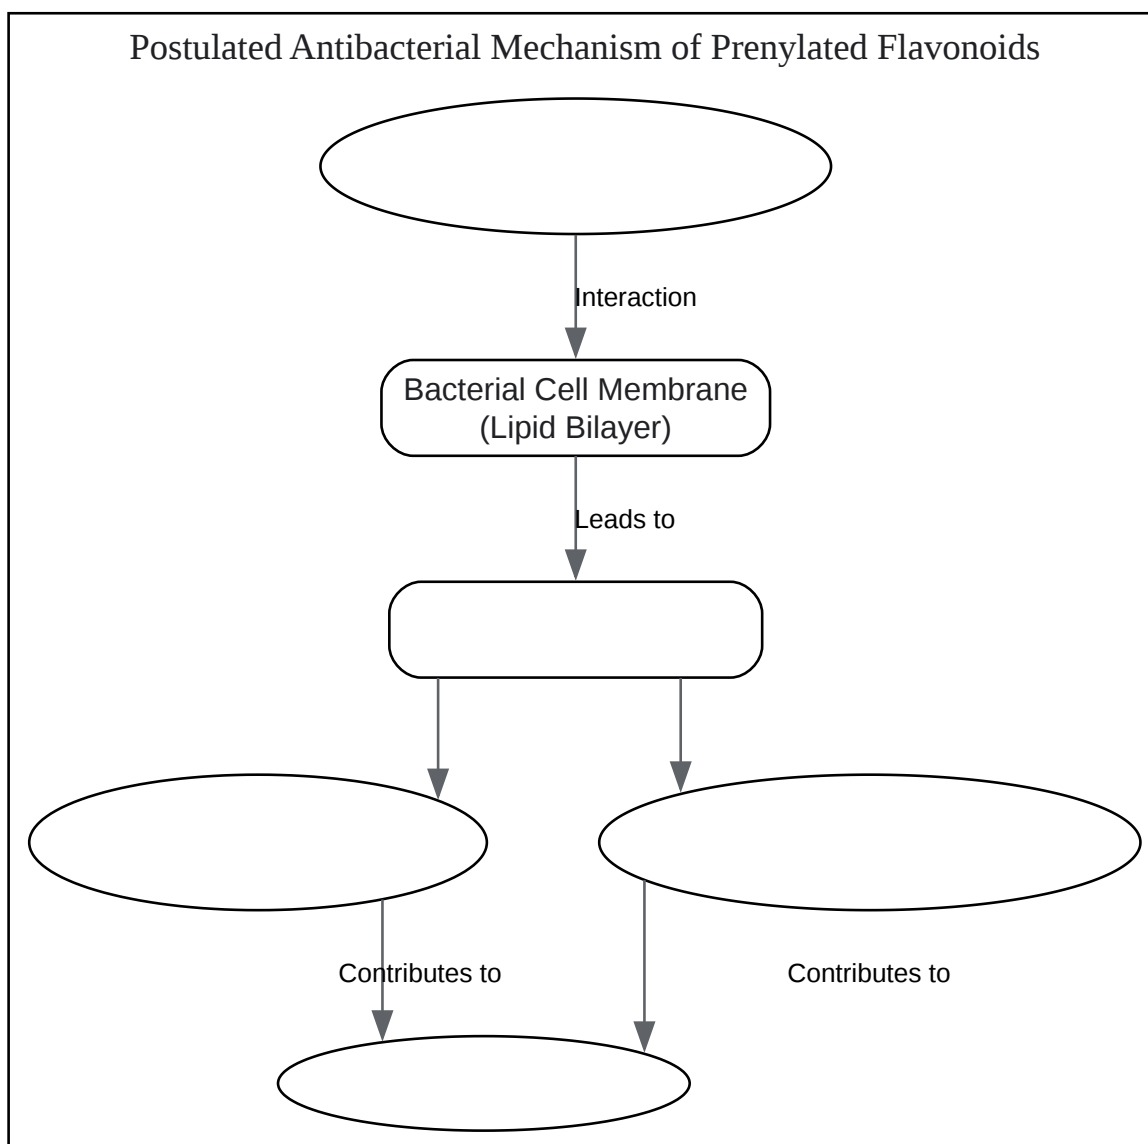 Postulated Antibacterial Mechanism of Prenylated Flavonoids
Interaction
Bacterial Cell Membrane
(Lipid Bilayer)
Leads to
Contributes to
Contributes to